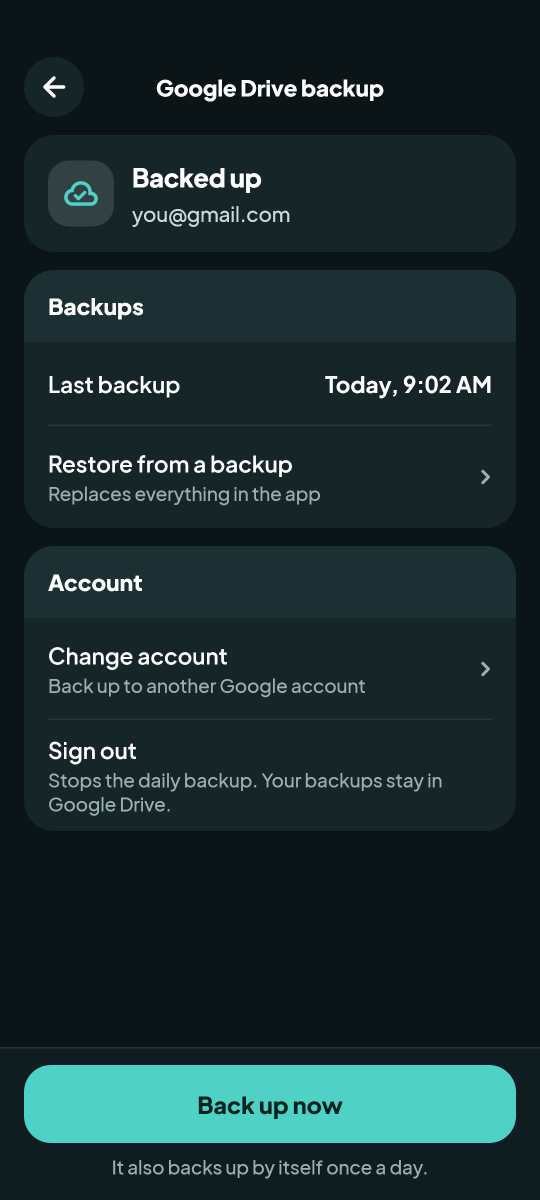 Google Drive backup
Backed up
you@gmail.com
Backups
Last backup
Today, 9:02 AM
Restore from a backup
Replaces everything in the app
Account
Change account
Back up to another Google account
Sign out
Stops the daily backup. Your backups stay in
Google Drive.
Back up now
It also backs up by itself once a day.